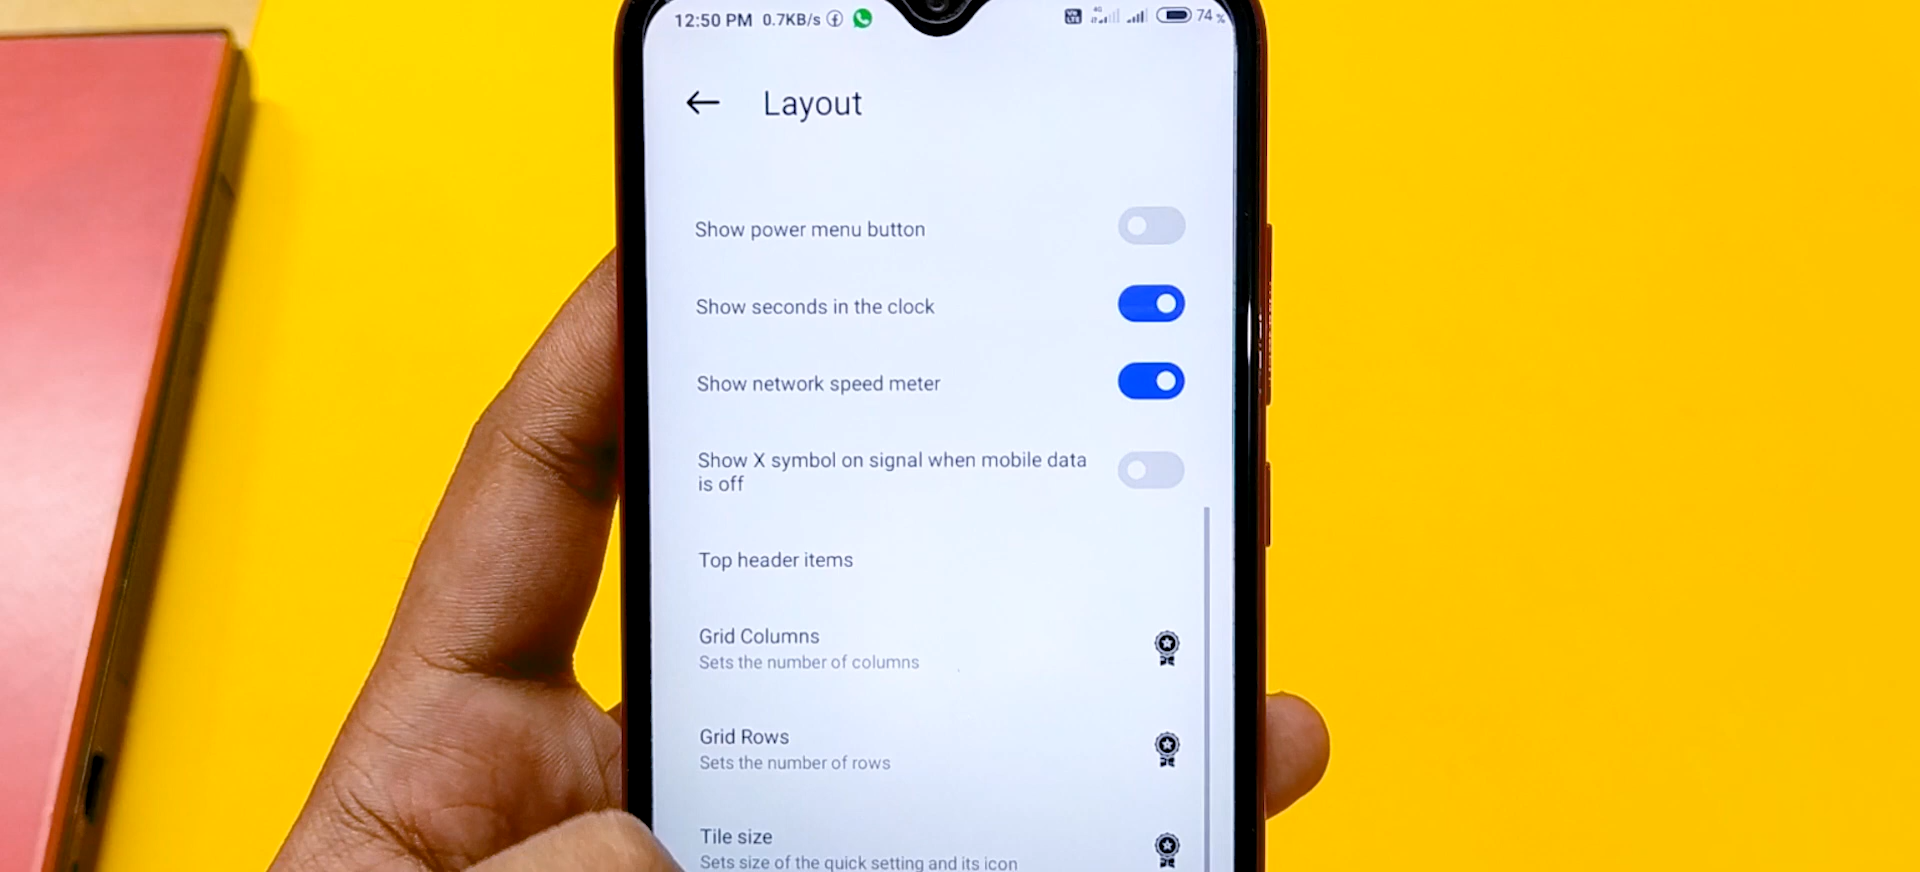 12:50 PM 0.7KB/s
Vo LTE 4G 74 %
Layout
Show power menu button
Show seconds in the clock
Show network speed meter
Show X symbol on signal when mobile data
is off
Top header items
Grid Columns
Sets the number of columns
Grid Rows
Sets the number of rows
Tile size
Sets size of the quick setting and its icon